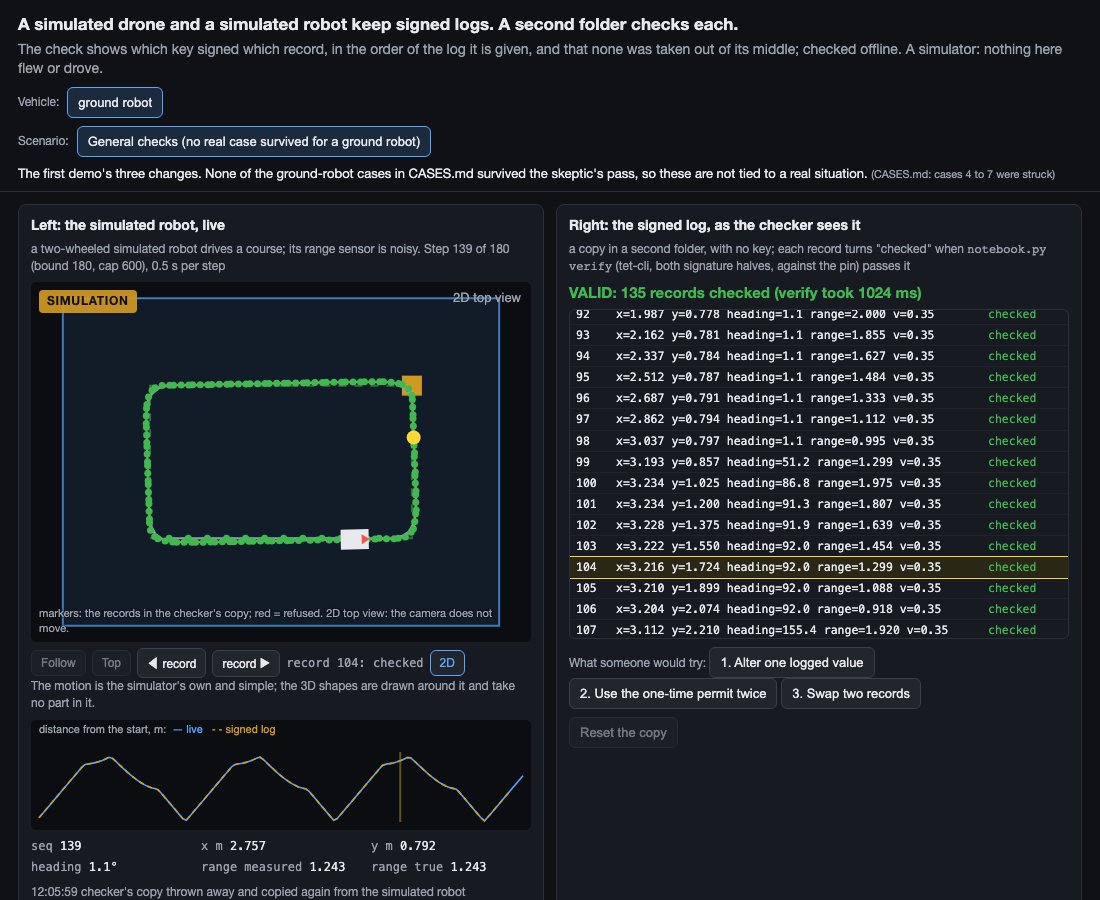 A simulated drone and a simulated robot keep signed logs. A second folder checks each.
The check shows which key signed which record, in the order of the log it is given, and that none was taken out of its middle; checked offline. A simulator: nothing here
flew or drove.
Vehicle: ground robot
Scenario: General checks (no real case survived for a ground robot)
The first demo's three changes. None of the ground-robot cases in CASES.md survived the skeptic's pass, so these are not tied to a real situation. (CASES.md: cases 4 to 7 were struck)
Left: the simulated robot, live
a two-wheeled simulated robot drives a course; its range sensor is noisy. Step 139 of 180
(bound 180, cap 600), 0.5 s per step
SIMULATION
2D top view
markers: the records in the checker's copy; red = refused. 2D top view: the camera does not
move.
Follow Top ◀ record record ▶ record 104: checked 2D
The motion is the simulator's own and simple; the 3D shapes are drawn around it and take
no part in it.
distance from the start, m: — live - - signed log
seq 139 x m 2.757 y m 0.792
heading 1.1° range measured 1.243 range true 1.243
12:05:59 checker's copy thrown away and copied again from the simulated robot
Right: the signed log, as the checker sees it
a copy in a second folder, with no key; each record turns "checked" when notebook.py
verify (tet-cli, both signature halves, against the pin) passes it
VALID: 135 records checked (verify took 1024 ms)
92 x=1.987 y=0.778 heading=1.1 range=2.000 v=0.35 checked
93 x=2.162 y=0.781 heading=1.1 range=1.855 v=0.35 checked
94 x=2.337 y=0.784 heading=1.1 range=1.627 v=0.35 checked
95 x=2.512 y=0.787 heading=1.1 range=1.484 v=0.35 checked
96 x=2.687 y=0.791 heading=1.1 range=1.333 v=0.35 checked
97 x=2.862 y=0.794 heading=1.1 range=1.112 v=0.35 checked
98 x=3.037 y=0.797 heading=1.1 range=0.995 v=0.35 checked
99 x=3.193 y=0.857 heading=51.2 range=1.299 v=0.35 checked
100 x=3.234 y=1.025 heading=86.8 range=1.975 v=0.35 checked
101 x=3.234 y=1.200 heading=91.3 range=1.807 v=0.35 checked
102 x=3.228 y=1.375 heading=91.9 range=1.639 v=0.35 checked
103 x=3.222 y=1.550 heading=92.0 range=1.454 v=0.35 checked
104 x=3.216 y=1.724 heading=92.0 range=1.299 v=0.35 checked
105 x=3.210 y=1.899 heading=92.0 range=1.088 v=0.35 checked
106 x=3.204 y=2.074 heading=92.0 range=0.918 v=0.35 checked
107 x=3.112 y=2.210 heading=155.4 range=1.920 v=0.35 checked
What someone would try: 1. Alter one logged value
2. Use the one-time permit twice 3. Swap two records
Reset the copy